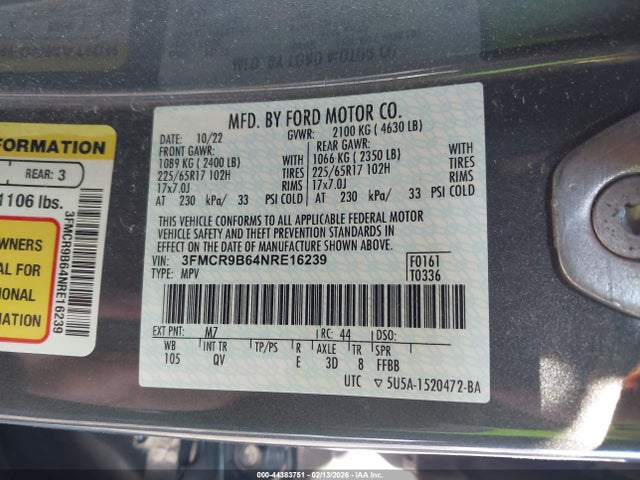 MFD. BY FORD MOTOR CO.
DATE: 10/22 GVWR: 2100 KG ( 4630 LB)
FRONT GAWR: REAR GAWR:
1089 KG ( 2400 LB) WITH 1066 KG ( 2350 LB) WITH
225/65R17 102H TIRES 225/65R17 102H TIRES
17x7.0J RIMS 17x7.0J RIMS
AT 230 kPa/ 33 PSI COLD AT 230 kPa/ 33 PSI COLD
THIS VEHICLE CONFORMS TO ALL APPLICABLE FEDERAL MOTOR
VEHICLE SAFETY AND THEFT PREVENTION STANDARDS IN
EFFECT ON THE DATE OF MANUFACTURE SHOWN ABOVE.
VIN: 3FMCR9B64NRE16239 F0161
TYPE: MPV T0336
EXT PNT: M7 RC: 44 DSO:
WB INT TR TP/PS R AXLE TR SPR
105 QV E 3D 8 FFBB
UTC ▽5U5A-1520472-BA
FORMATION
REAR: 3
1106 lbs.
OWNERS
AL FOR
IONAL
MATION
3FMCR9B64NRE16239
© 00-44383751 - 02/13/2026 - IAA, Inc.